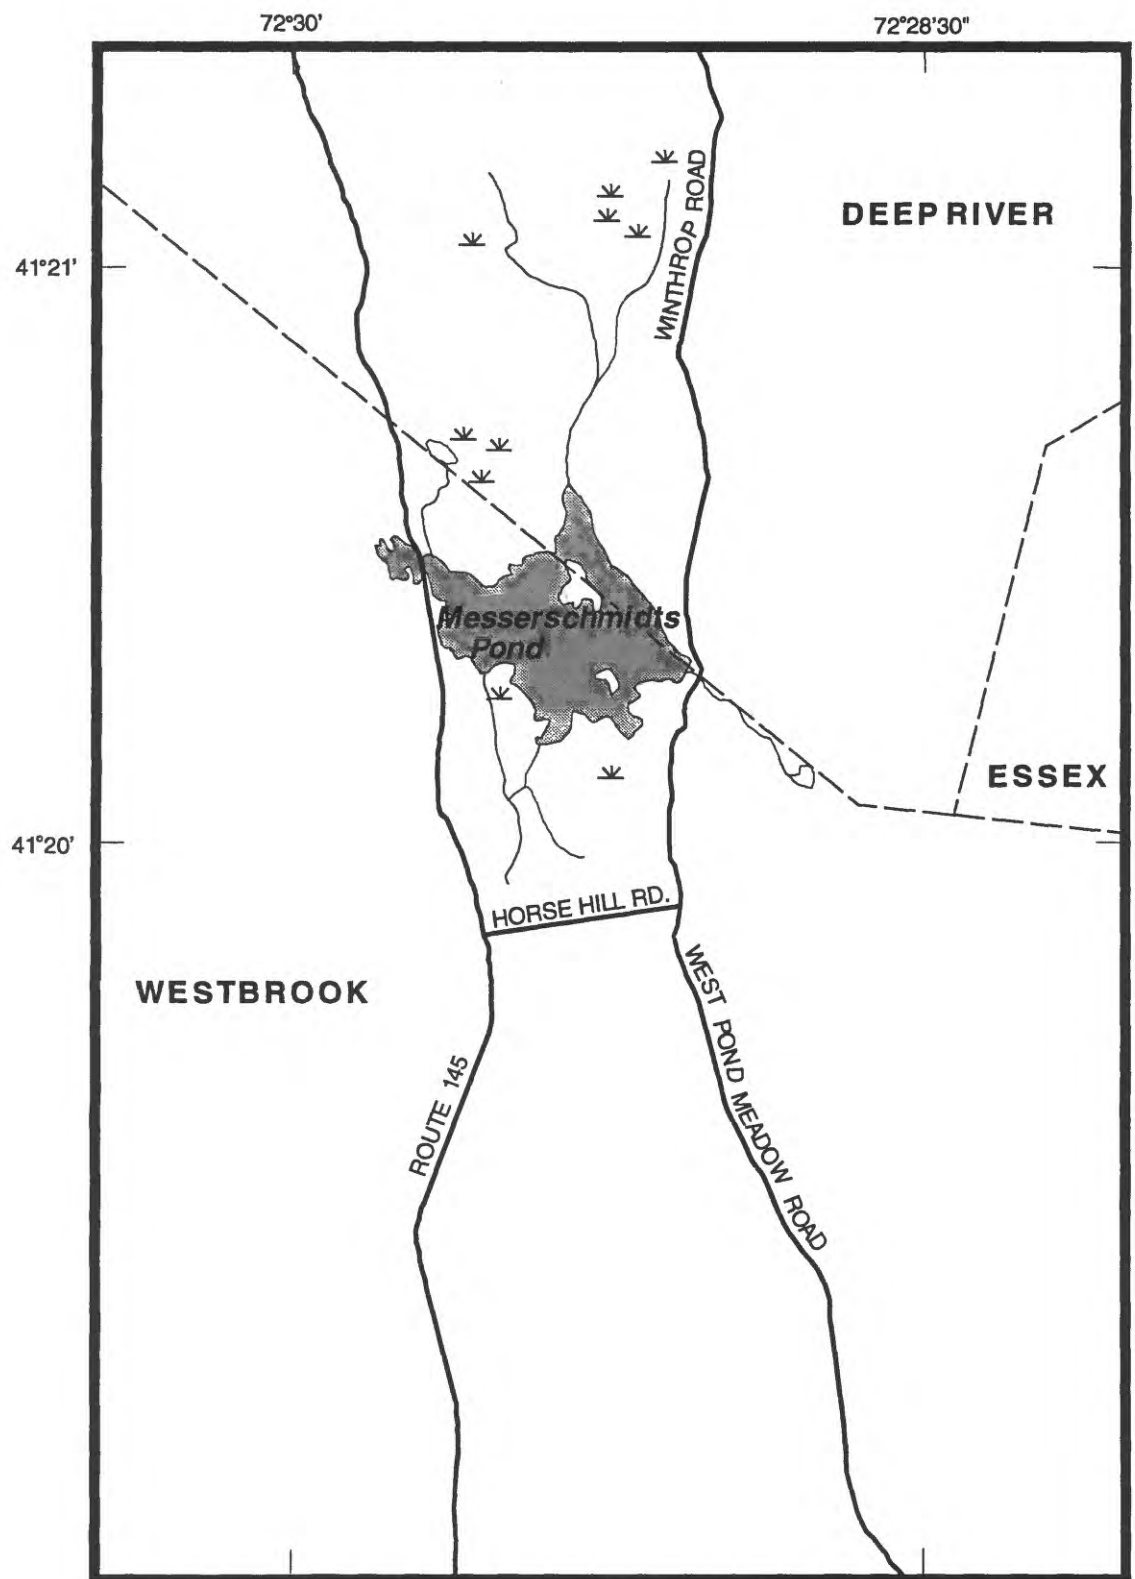 72°30'
72°28'30"
WINTHROP ROAD
DEEP RIVER
41°21'
Messerschmidts
Pond
ESSEX
41°20'
HORSE HILL RD.
WESTBROOK
WEST POND MEADOW ROAD
ROUTE 145